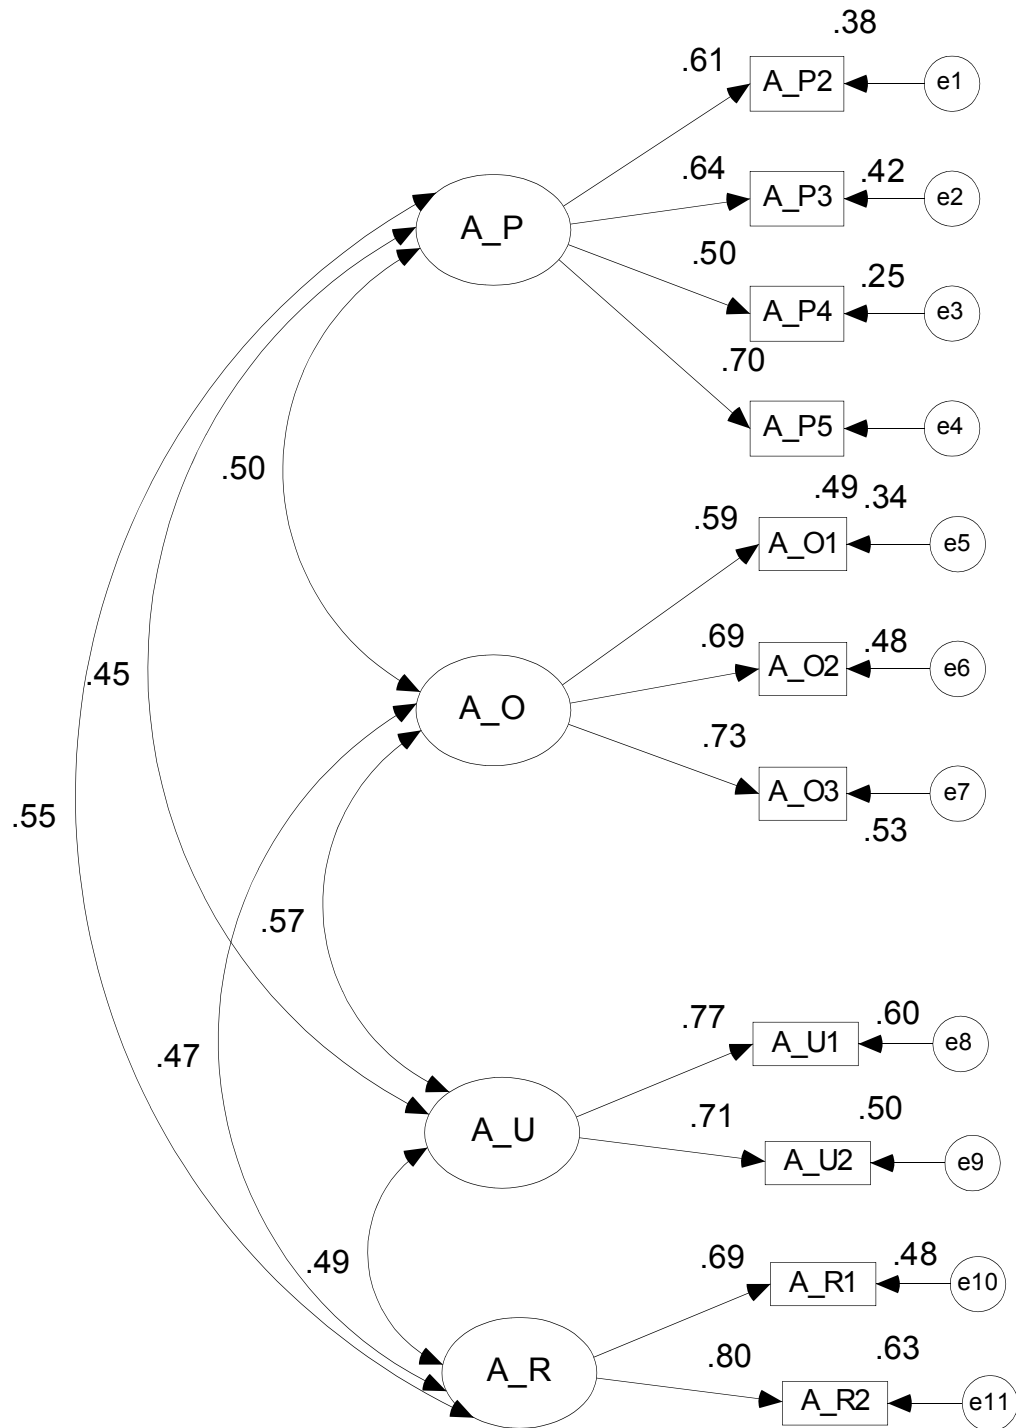 .38
.61
A_P2
e1
.64
.42
A_P3
e2
A_P
.50
.25
A_P4
e3
.70
A_P5
e4
.50
.49
.34
.59
A_O1
e5
.69
.48
A_O2
e6
.45
A_O
.73
A_O3
e7
.55
.53
.57
.77
.60
A_U1
e8
.47
.71
.50
A_U
A_U2
e9
.49
.69
.48
A_R1
e10
.80
.63
A_R
A_R2
e11